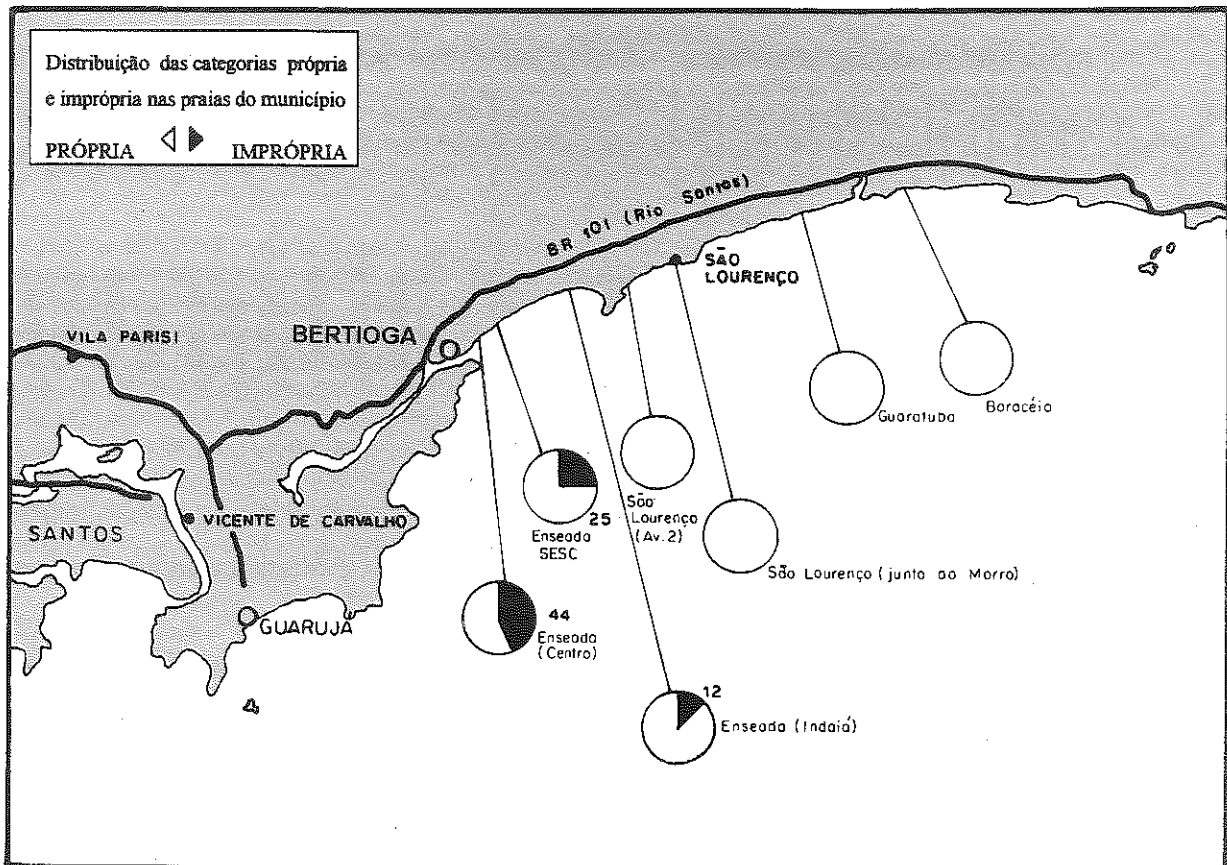 Distribuição das categorias própria
e imprópria nas praias do município
PRÓPRIA IMPRÓPRIA
BR 101 (Rio Santos)
SÃO
LOURENÇO
BERTIOGA
VILA PARISI
Guaratuba
Boracéia
São
Lourenço
(Av. 2)
25
Enseada
SESC
SANTOS
VICENTE DE CARVALHO
São Lourenço (junto ao Morro)
GUARUJÁ
44
Enseada
(Centro)
12
Enseada (Indaiá)